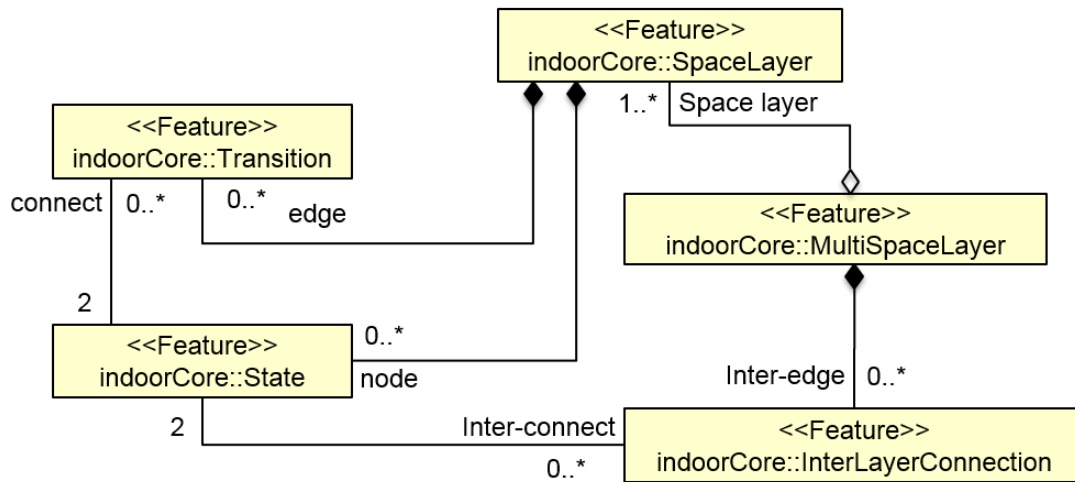 <<Feature>>
indoorCore::SpaceLayer
1..*
Space layer
<<Feature>>
indoorCore::Transition
connect
0..*
0..*
edge
<<Feature>>
indoorCore::MultiSpaceLayer
2
<<Feature>>
indoorCore::State
0..*
node
Inter-edge
0..*
2
Inter-connect
0..*
<<Feature>>
indoorCore::InterLayerConnection